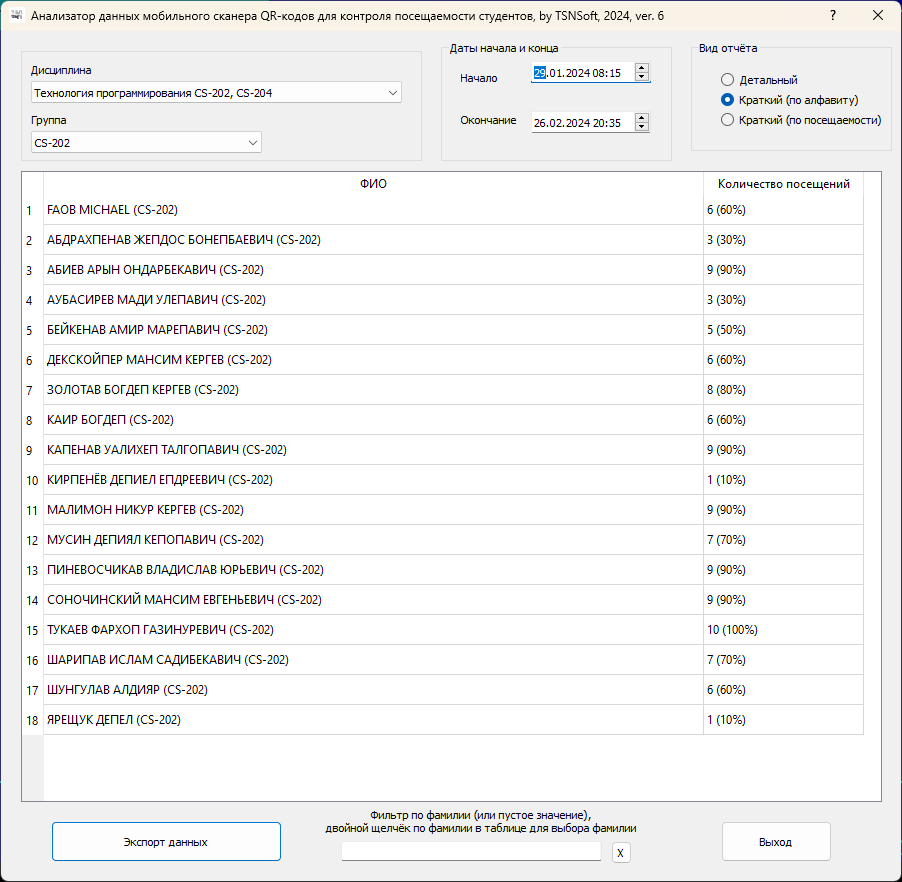 Анализатор данных мобильного сканера QR-кодов для контроля посещаемости студентов, by TSNSoft, 2024, ver. 6
?
Дисциплина
Технология программирования CS-202, CS-204
Группа
CS-202
Даты начала и конца
Начало 29.01.2024 08:15
Окончание 26.02.2024 20:35
Вид отчёта
Детальный
Краткий (по алфавиту)
Краткий (по посещаемости)
ФИО Количество посещений
1 FAOB MICHAEL (CS-202) 6 (60%)
2 АБДРАХПЕНАВ ЖЕПДОС БОНЕПБАЕВИЧ (CS-202) 3 (30%)
3 АБИЕВ АРЫН ОНДАРБЕКАВИЧ (CS-202) 9 (90%)
4 АУБАСИРЕВ МАДИ УЛЕПАВИЧ (CS-202) 3 (30%)
5 БЕЙКЕНАВ АМИР МАРЕПАВИЧ (CS-202) 5 (50%)
6 ДЕКСКОЙПЕР МАНСИМ КЕРГЕВ (CS-202) 6 (60%)
7 ЗОЛОТАВ БОГДЕП КЕРГЕВ (CS-202) 8 (80%)
8 КАИР БОГДЕП (CS-202) 6 (60%)
9 КАПЕНАВ УАЛИХЕП ТАЛГОПАВИЧ (CS-202) 9 (90%)
10 КИРПЕНЁВ ДЕПИЕЛ ЕПДРЕЕВИЧ (CS-202) 1 (10%)
11 МАЛИМОН НИКУР КЕРГЕВ (CS-202) 9 (90%)
12 МУСИН ДЕПИЯЛ КЕПОПАВИЧ (CS-202) 7 (70%)
13 ПИНЕВОСЧИКАВ ВЛАДИСЛАВ ЮРЬЕВИЧ (CS-202) 9 (90%)
14 СОНОЧИНСКИЙ МАНСИМ ЕВГЕНЬЕВИЧ (CS-202) 9 (90%)
15 ТУКАЕВ ФАРХОП ГАЗИНУРЕВИЧ (CS-202) 10 (100%)
16 ШАРИПАВ ИСЛАМ САДИБЕКАВИЧ (CS-202) 7 (70%)
17 ШУНГУЛАВ АЛДИЯР (CS-202) 6 (60%)
18 ЯРЕЩУК ДЕПЕЛ (CS-202) 1 (10%)
Экспорт данных
Фильтр по фамилии (или пустое значение),
двойной щелчёк по фамилии в таблице для выбора фамилии
X
Выход